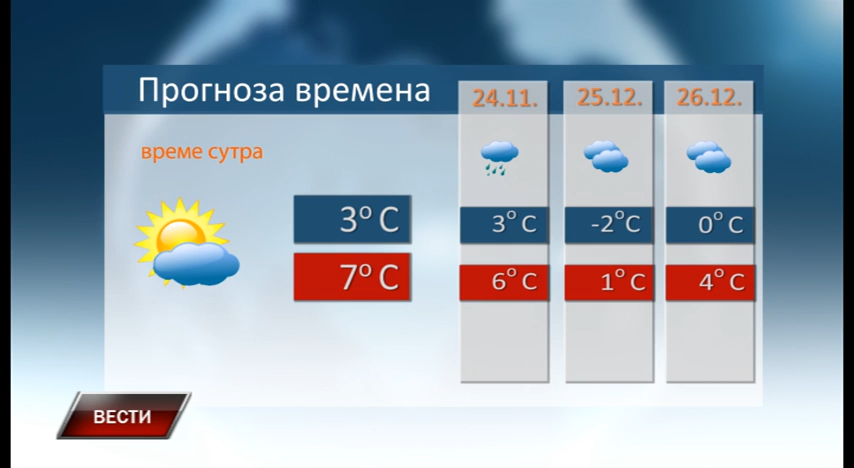 Прогноза времена
време сутра
3° C
7° C
24.11.
3° C
6° C
25.12.
-2°C
1° C
26.12.
0° C
4° C
ВЕСТИ